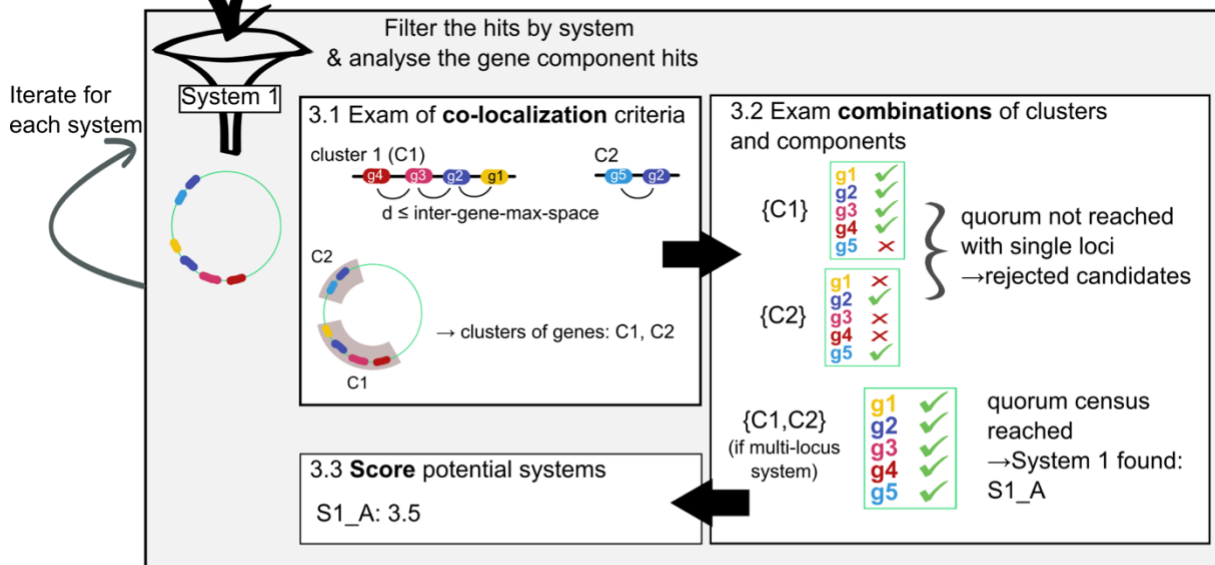 Filter the hits by system
& analyse the gene component hits
Iterate for
each system
System 1
3.1 Exam of co-localization criteria
cluster 1 (C1)
g4 g3 g2 g1
C2
g5 g2
d ≤ inter-gene-max-space
C2
→ clusters of genes: C1, C2
C1
3.2 Exam combinations of clusters
and components
{C1}
g1 ✓
g2 ✓
g3 ✓
g4 ✓
g5 ×
quorum not reached
with single loci
→rejected candidates
{C2}
g1 ×
g2 ✓
g3 ×
g4 ×
g5 ✓
{C1,C2}
(if multi-locus
system)
g1 ✓
g2 ✓
g3 ✓
g4 ✓
g5 ✓
quorum census
reached
→System 1 found:
S1_A
3.3 Score potential systems
S1_A: 3.5